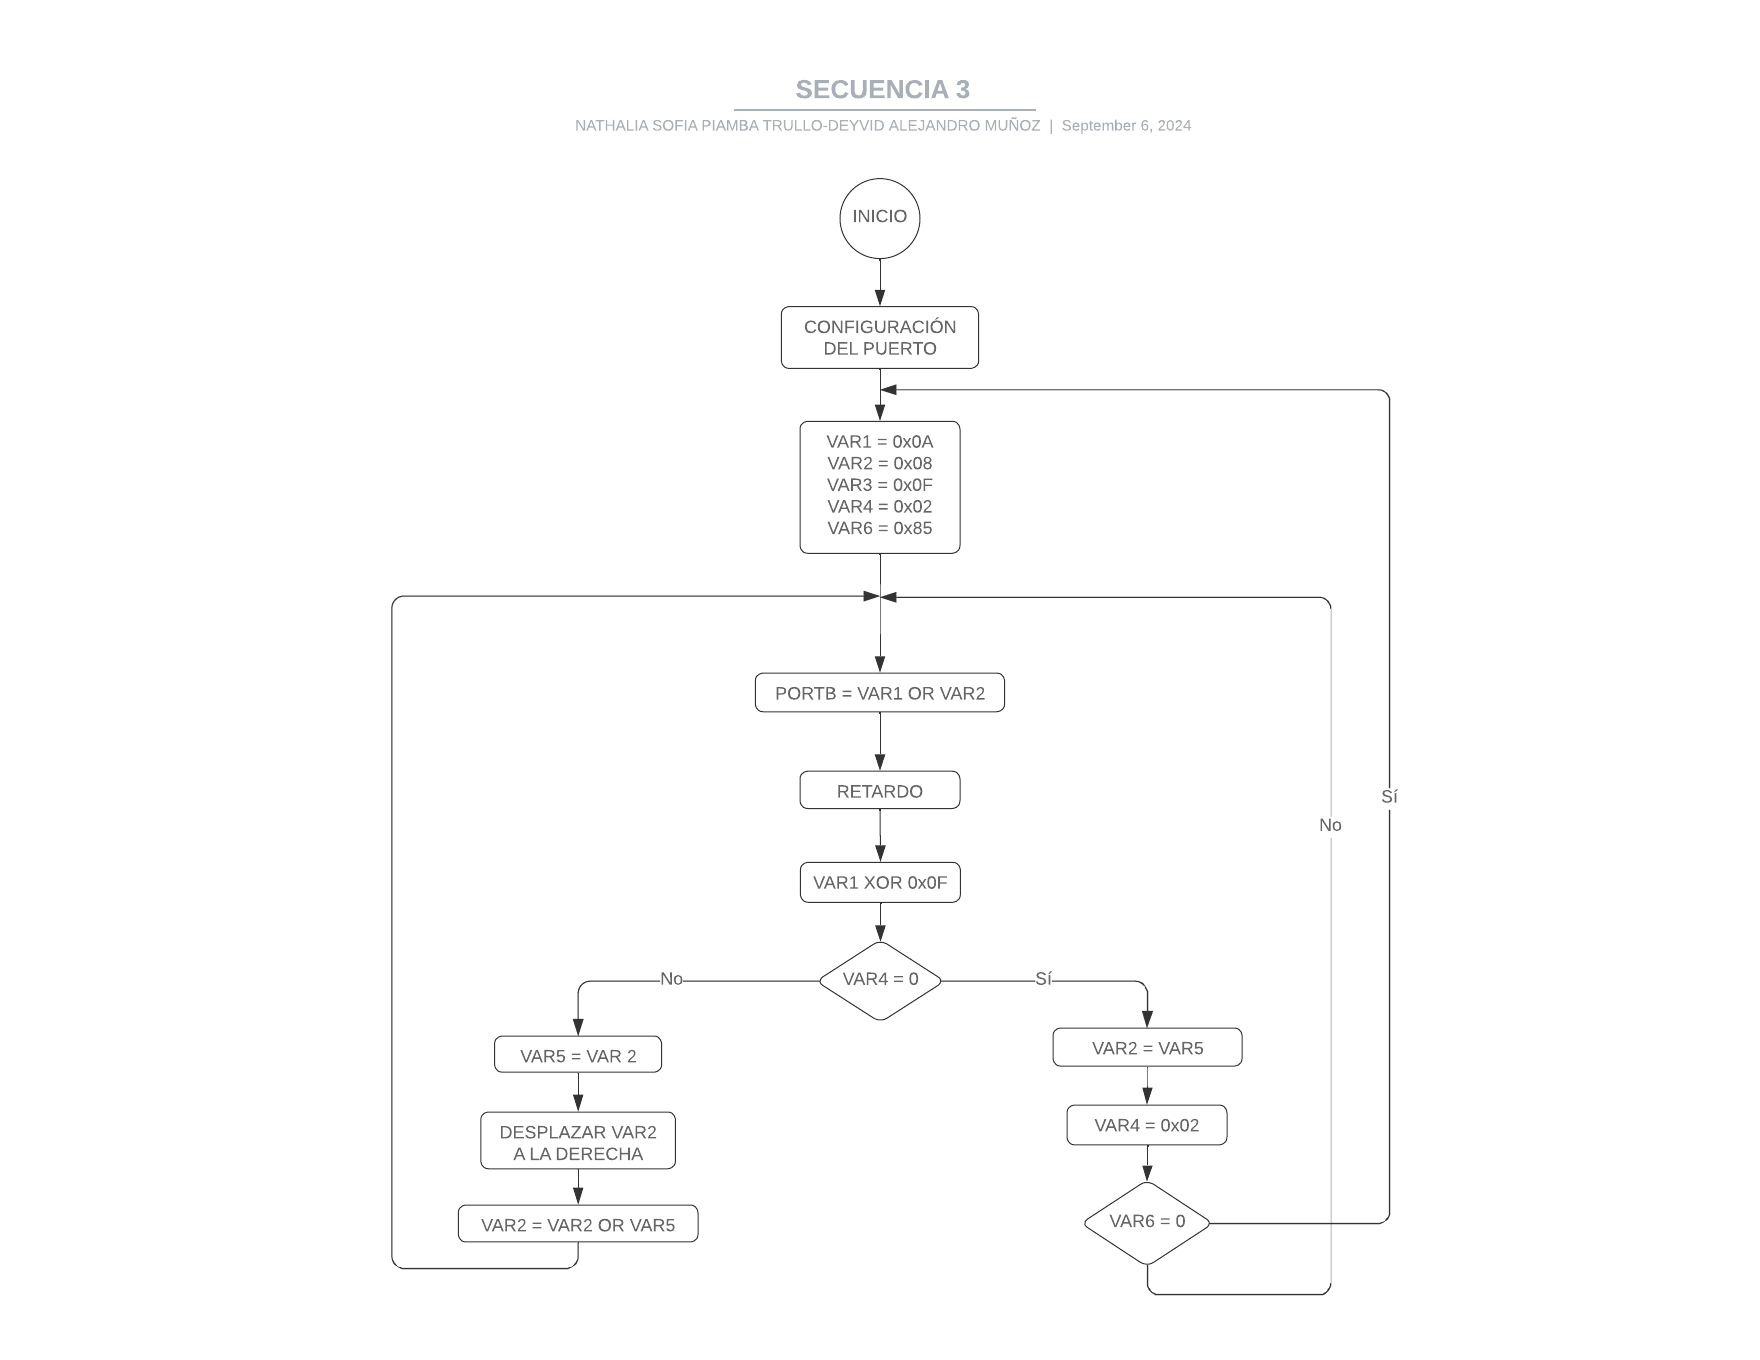 SECUENCIA 3
NATHALIA SOFIA PIAMBA TRULLO-DEYVID ALEJANDRO MUÑOZ | September 6, 2024
INICIO
CONFIGURACIÓN
DEL PUERTO
VAR1 = 0x0A
VAR2 = 0x08
VAR3 = 0x0F
VAR4 = 0x02
VAR6 = 0x85
PORTB = VAR1 OR VAR2
RETARDO
Sí
No
VAR1 XOR 0x0F
No
VAR4 = 0
Sí
VAR5 = VAR 2
VAR2 = VAR5
DESPLAZAR VAR2
A LA DERECHA
VAR4 = 0x02
VAR2 = VAR2 OR VAR5
VAR6 = 0